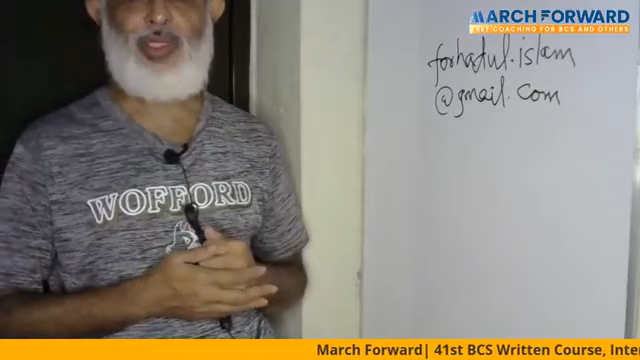 MARCH FORWARD
FREE COACHING FOR BCS AND OTHERS
forhatul.islam
@gmail.com
WOFFORD
March Forward| 41st BCS Written Course, Inte